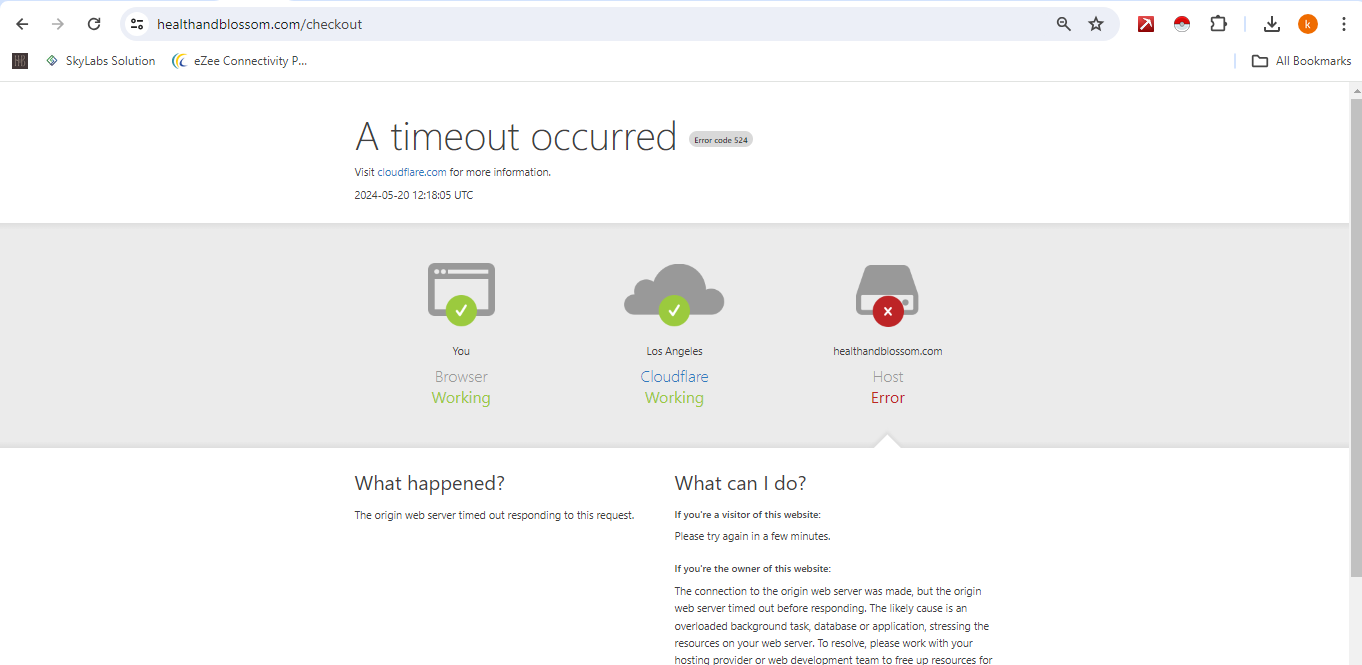 healthandblossom.com/checkout
k
HB
SkyLabs Solution
eZee Connectivity P...
All Bookmarks
A timeout occurred
Error code 524
Visit cloudflare.com for more information.
2024-05-20 12:18:05 UTC
You
Browser
Working
Los Angeles
Cloudflare
Working
healthandblossom.com
Host
Error
What happened?
The origin web server timed out responding to this request.
What can I do?
If you're a visitor of this website:
Please try again in a few minutes.
If you're the owner of this website:
The connection to the origin web server was made, but the origin
web server timed out before responding. The likely cause is an
overloaded background task, database or application, stressing the
resources on your web server. To resolve, please work with your
hosting provider or web development team to free up resources for